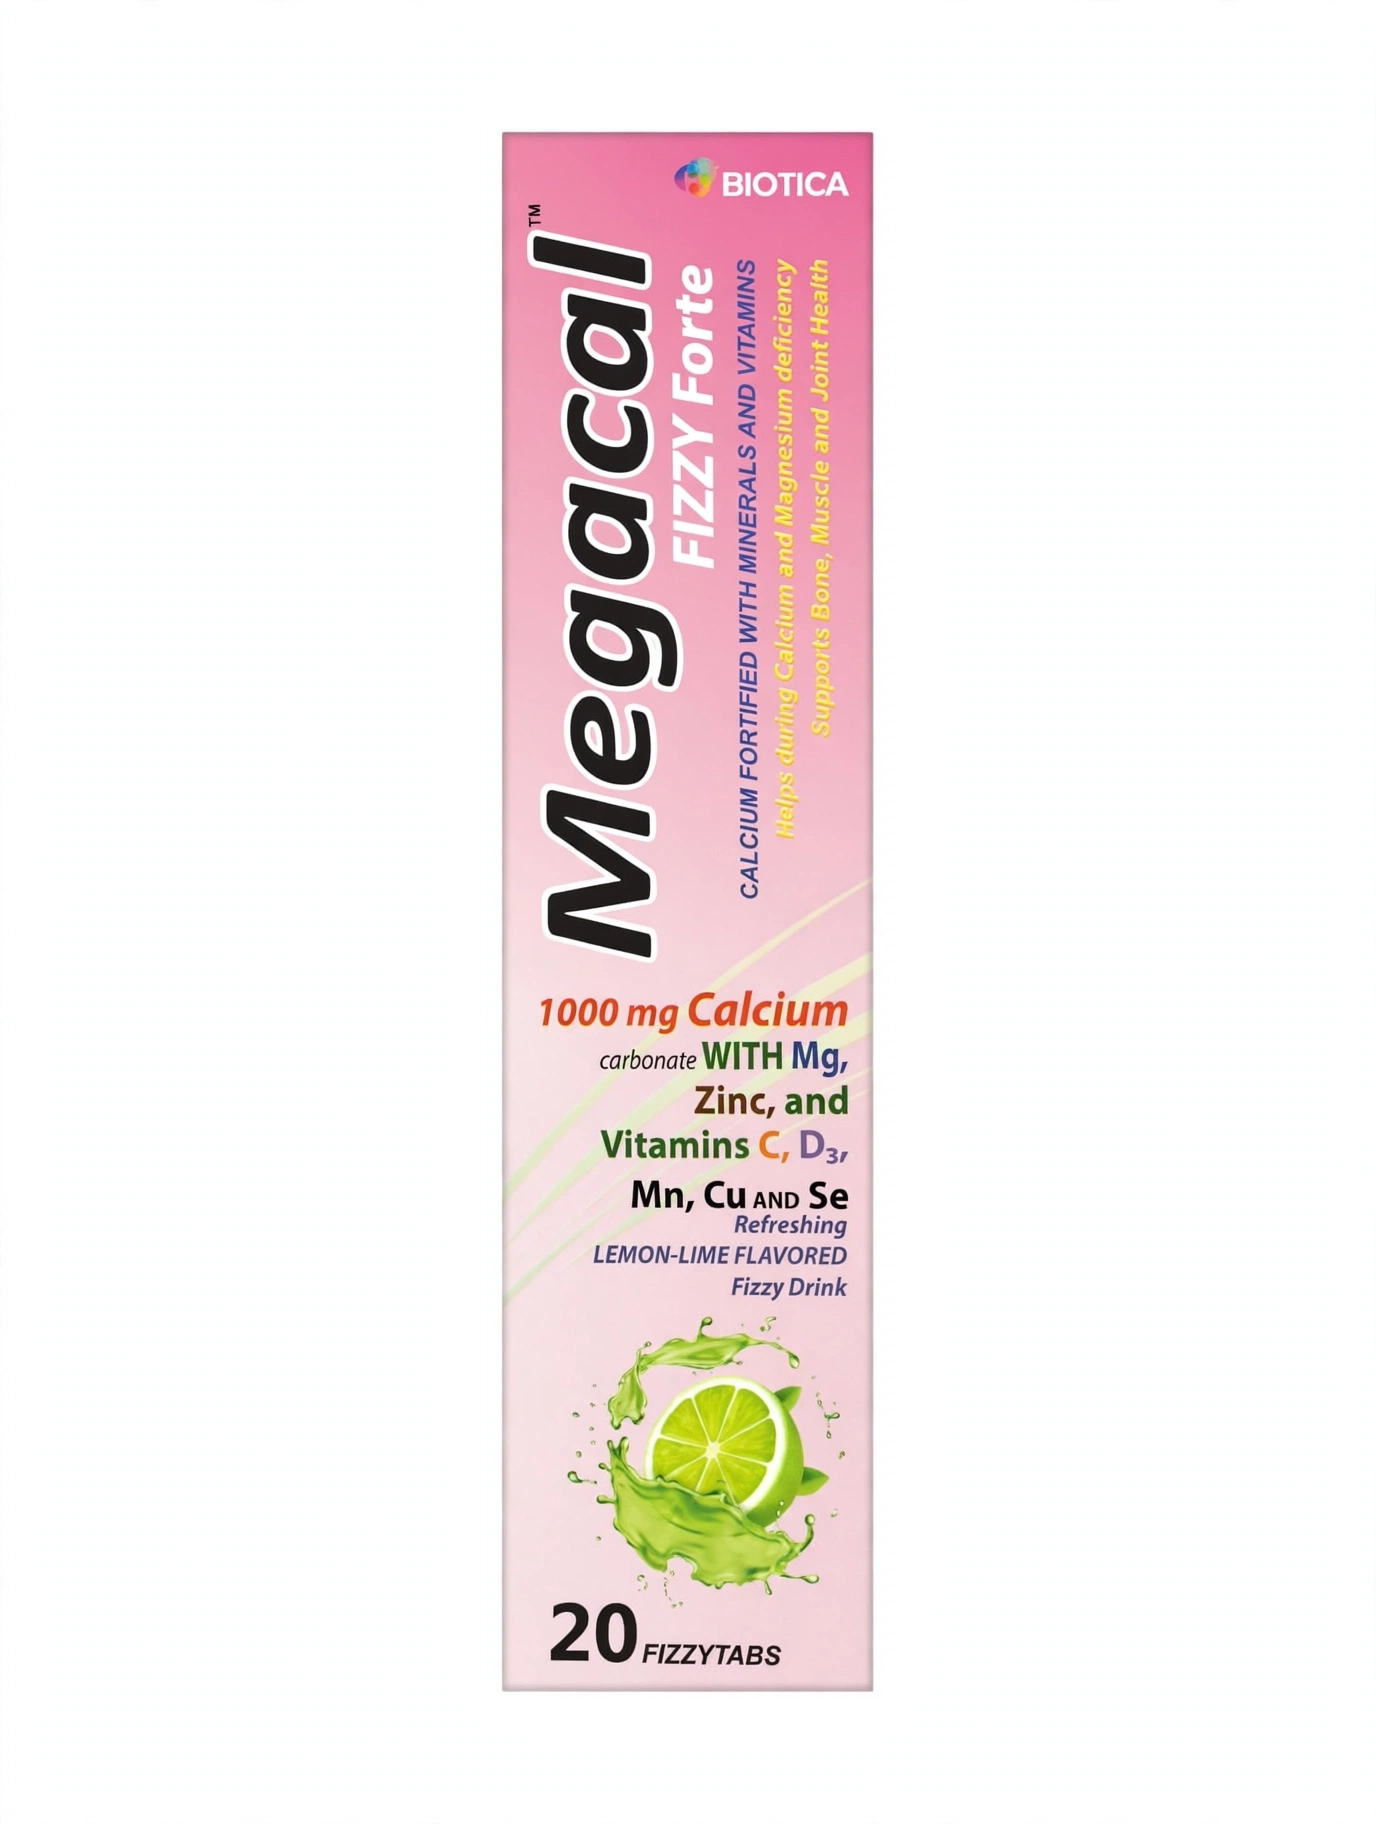 BIOTICA
Megacal™
FIZZY Forte
CALCIUM FORTIFIED WITH MINERALS AND VITAMINS
Helps during Calcium and Magnesium deficiency
Supports Bone, Muscle and Joint Health
1000 mg Calcium
carbonate WITH Mg,
Zinc, and
Vitamins C, D₃,
Mn, Cu AND Se
Refreshing
LEMON-LIME FLAVORED
Fizzy Drink
20 FIZZYTABS